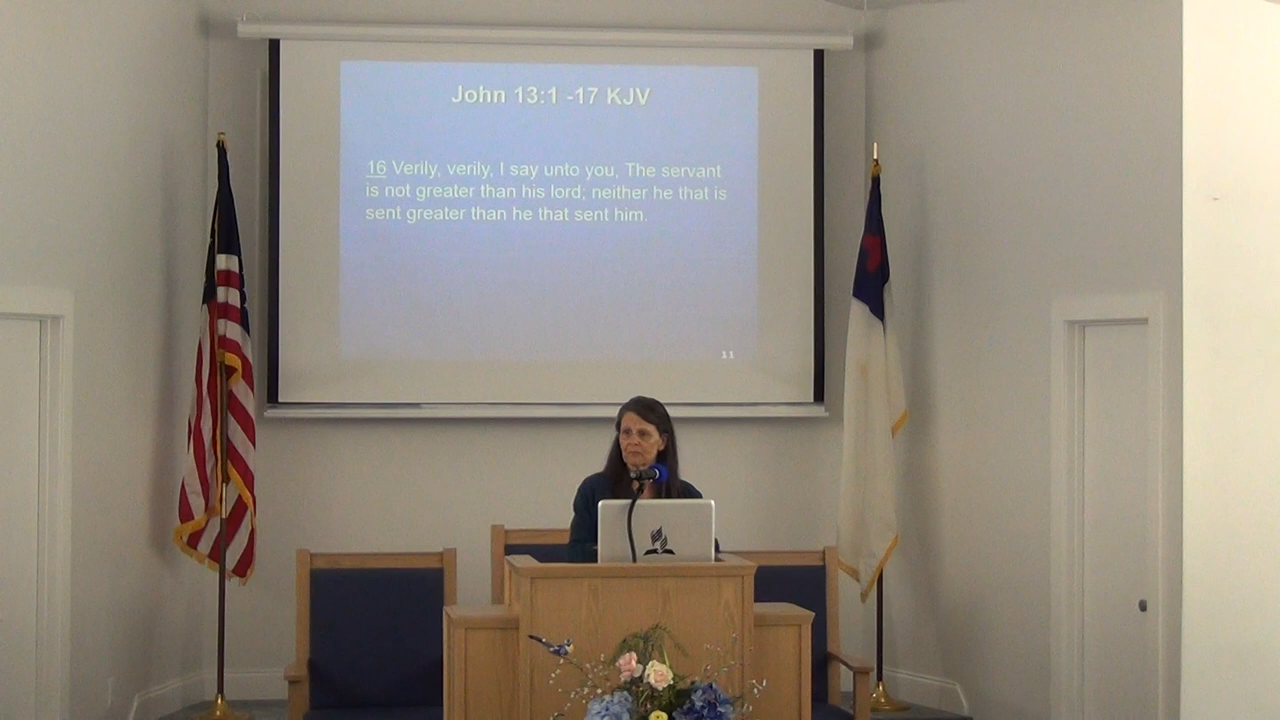 John 13:1 -17 KJV
16 Verily, verily, I say unto you, The servant
is not greater than his lord; neither he that is
sent greater than he that sent him.
11